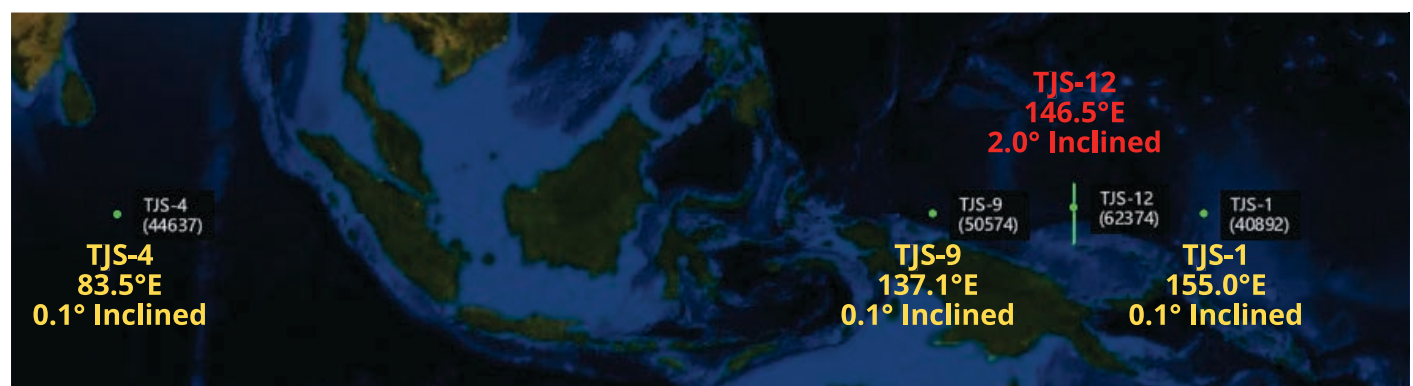 TJS-12
146.5°E
2.0° Inclined
TJS-4
(44637)
TJS-9
(50574)
TJS-12
(62374)
TJS-1
(40892)
TJS-4
83.5°E
0.1° Inclined
TJS-9
137.1°E
0.1° Inclined
TJS-1
155.0°E
0.1° Inclined